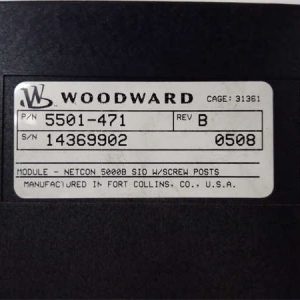 WOODWARD CAGE: 31361
P/N 5501-471 REV B
S/N 14369902 0508
MODULE - NETCON 5000B SIO W/SCREW POSTS
MANUFACTURED IN FORT COLLINS, CO., U.S.A.